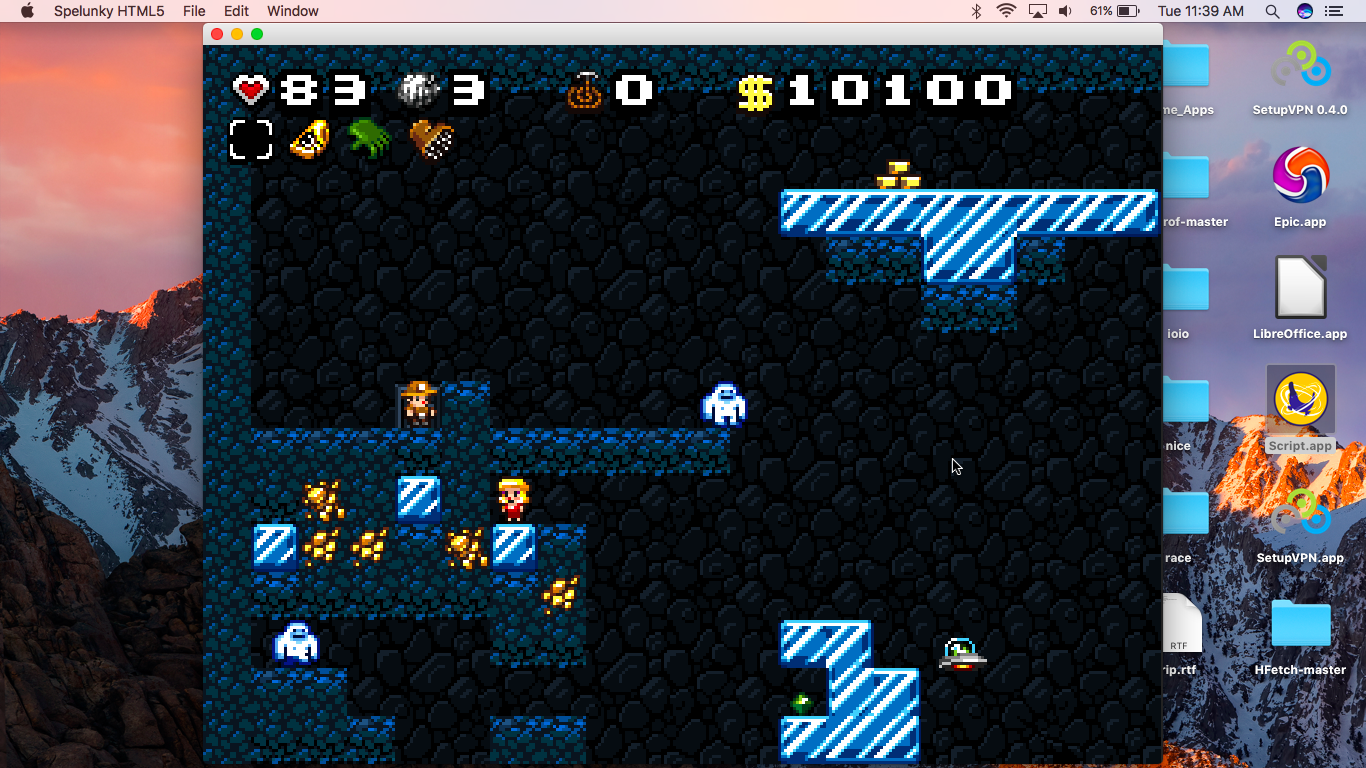 Spelunky HTML5 File Edit Window 61% Tue 11:39 AM
83 3 0 $10100
me_Apps SetupVPN 0.4.0
rof-master Epic.app
ioio LibreOffice.app
nice Script.app
race SetupVPN.app
RTF
rip.rtf HFetch-master